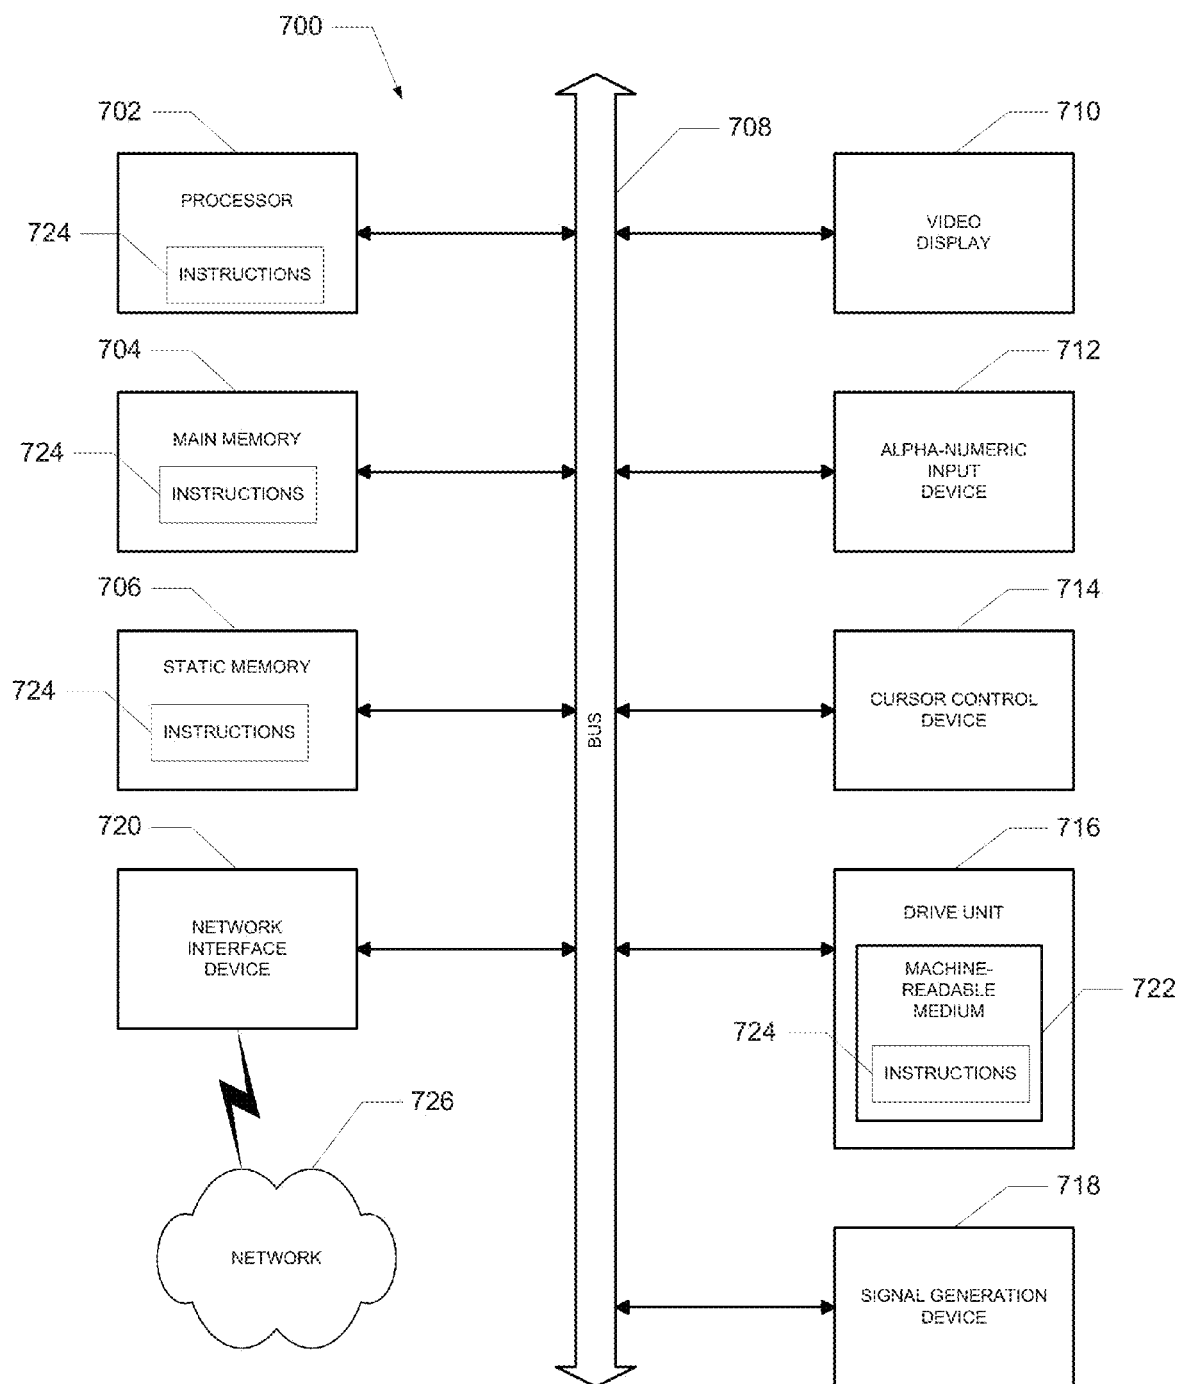 700
702
PROCESSOR
724
INSTRUCTIONS
704
MAIN MEMORY
724
INSTRUCTIONS
706
STATIC MEMORY
724
INSTRUCTIONS
720
NETWORK
INTERFACE
DEVICE
726
NETWORK
708
BUS
710
VIDEO
DISPLAY
712
ALPHA-NUMERIC
INPUT
DEVICE
714
CURSOR CONTROL
DEVICE
716
DRIVE UNIT
MACHINE-
READABLE
MEDIUM
722
724
INSTRUCTIONS
718
SIGNAL GENERATION
DEVICE